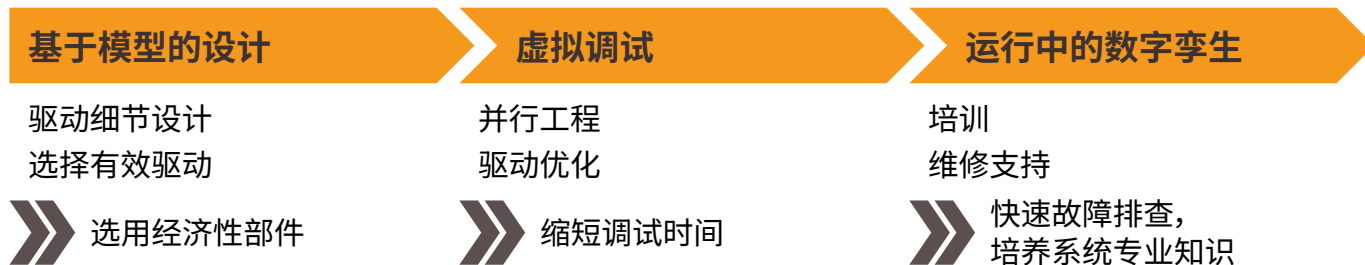 基于模型的设计
驱动细节设计
选择有效驱动
选用经济性部件
虚拟调试
并行工程
驱动优化
缩短调试时间
运行中的数字孪生
培训
维修支持
快速故障排查，
培养系统专业知识